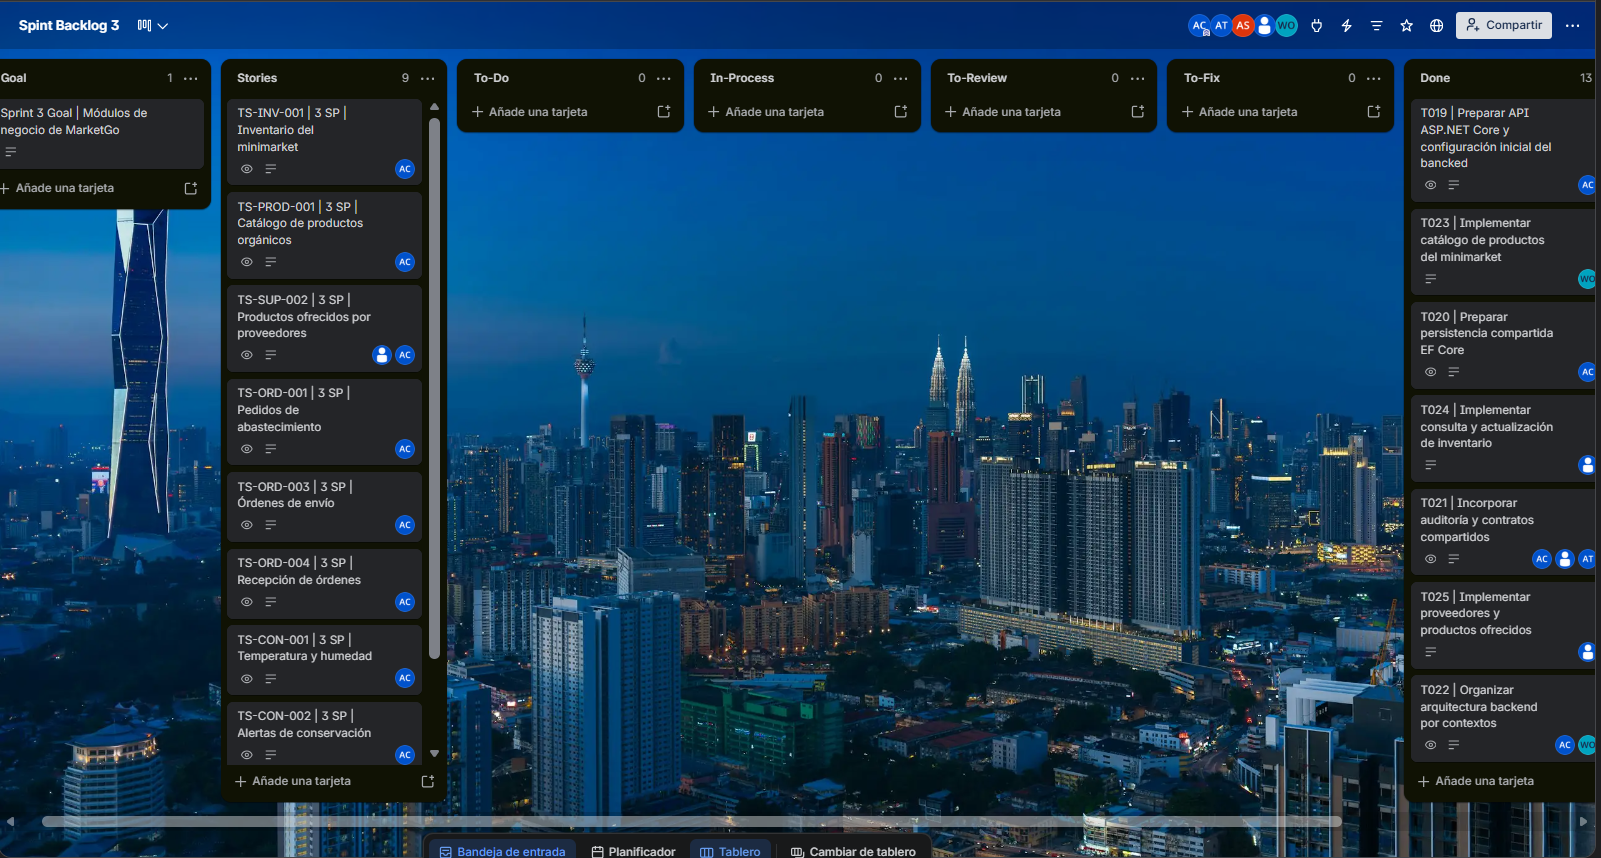 Spint Backlog 3
AC
AT
AS
WO
Compartir
Goal 1
Sprint 3 Goal | Módulos de
negocio de MarketGo
Añade una tarjeta
Stories 9
TS-INV-001 | 3 SP |
Inventario del
minimarket
AC
TS-PROD-001 | 3 SP |
Catálogo de productos
orgánicos
AC
TS-SUP-002 | 3 SP |
Productos ofrecidos por
proveedores
AC
TS-ORD-001 | 3 SP |
Pedidos de
abastecimiento
AC
TS-ORD-003 | 3 SP |
Órdenes de envío
AC
TS-ORD-004 | 3 SP |
Recepción de órdenes
AC
TS-CON-001 | 3 SP |
Temperatura y humedad
AC
TS-CON-002 | 3 SP |
Alertas de conservación
AC
Añade una tarjeta
To-Do 0
Añade una tarjeta
In-Process 0
Añade una tarjeta
To-Review 0
Añade una tarjeta
To-Fix 0
Añade una tarjeta
Done 13
T019 | Preparar API
ASP.NET Core y
configuración inicial del
bancked
AC
T023 | Implementar
catálogo de productos
del minimarket
WO
T020 | Preparar
persistencia compartida
EF Core
AC
T024 | Implementar
consulta y actualización
de inventario
T021 | Incorporar
auditoría y contratos
compartidos
AC
AT
T025 | Implementar
proveedores y
productos ofrecidos
T022 | Organizar
arquitectura backend
por contextos
AC
WO
Añade una tarjeta
Bandeja de entrada
Planificador
Tablero
Cambiar de tablero